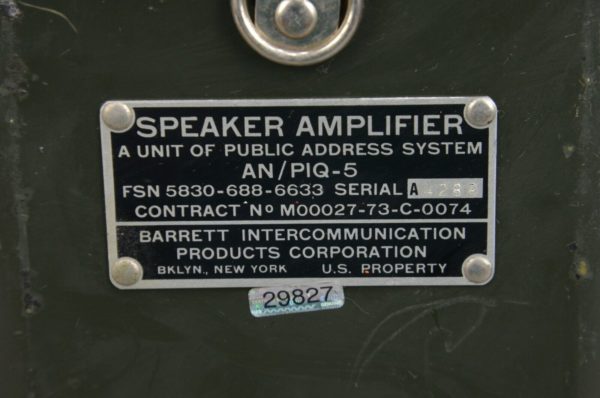 SPEAKER AMPLIFIER
A UNIT OF PUBLIC ADDRESS SYSTEM
AN/PIQ-5
FSN 5830-688-6633 SERIAL
CONTRACT Nº M00027-73-C-0074
BARRETT INTERCOMMUNICATION
PRODUCTS CORPORATION
BKLYN., NEW YORK U.S. PROPERTY
29827